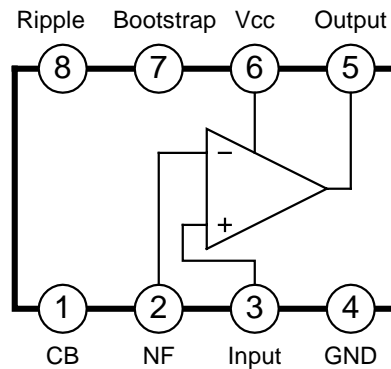 Ripple Bootstrap Vcc Output
8 7 6 5
−
+
1 2 3 4
CB NF Input GND